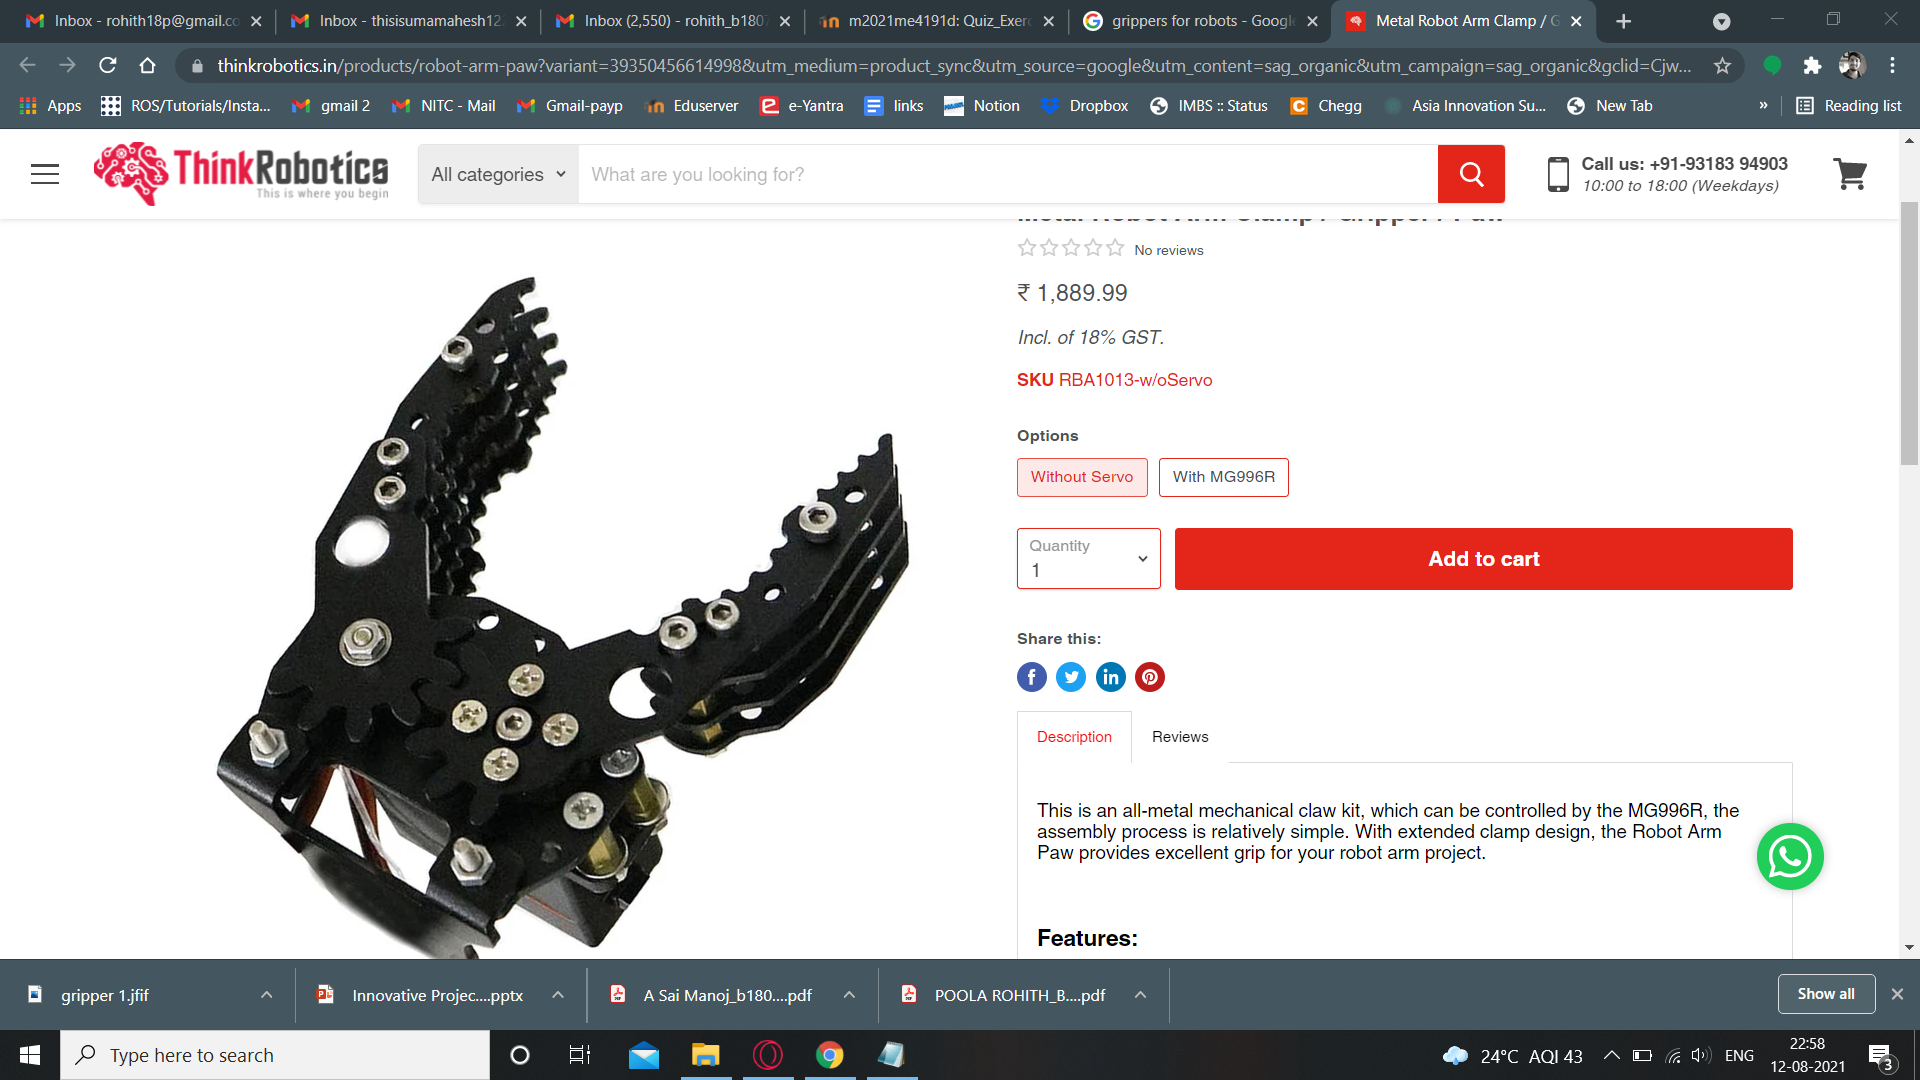 Inbox - rohith18p@gmail.co
Inbox - thisisumamahesh12
Inbox (2,550) - rohith_b180
m2021me4191d: Quiz_Exer
grippers for robots - Google
Metal Robot Arm Clamp / G
thinkrobotics.in/products/robot-arm-paw?variant=39350456614998&utm_medium=product_sync&utm_source=google&utm_content=sag_organic&utm_campaign=sag_organic&gclid=Cjw...
Apps
ROS/Tutorials/Insta...
gmail 2
NITC - Mail
Gmail-payp
Eduserver
e-Yantra
links
Notion
Dropbox
IMBS :: Status
Chegg
Asia Innovation Su...
New Tab
»
Reading list
ThinkRobotics
This is where you begin
All categories
What are you looking for?
Call us: +91-93183 94903
10:00 to 18:00 (Weekdays)
Metal Robot Arm Clamp / Gripper / Paw
No reviews
₹ 1,889.99
Incl. of 18% GST.
SKU RBA1013-w/oServo
Options
Without Servo
With MG996R
Quantity
1
Add to cart
Share this:
Description
Reviews
This is an all-metal mechanical claw kit, which can be controlled by the MG996R, the
assembly process is relatively simple. With extended clamp design, the Robot Arm
Paw provides excellent grip for your robot arm project.
Features:
gripper 1.jfif
Innovative Projec....pptx
A Sai Manoj_b180....pdf
POOLA ROHITH_B....pdf
Show all
Type here to search
24°C AQI 43
ENG
22:58
12-08-2021
3